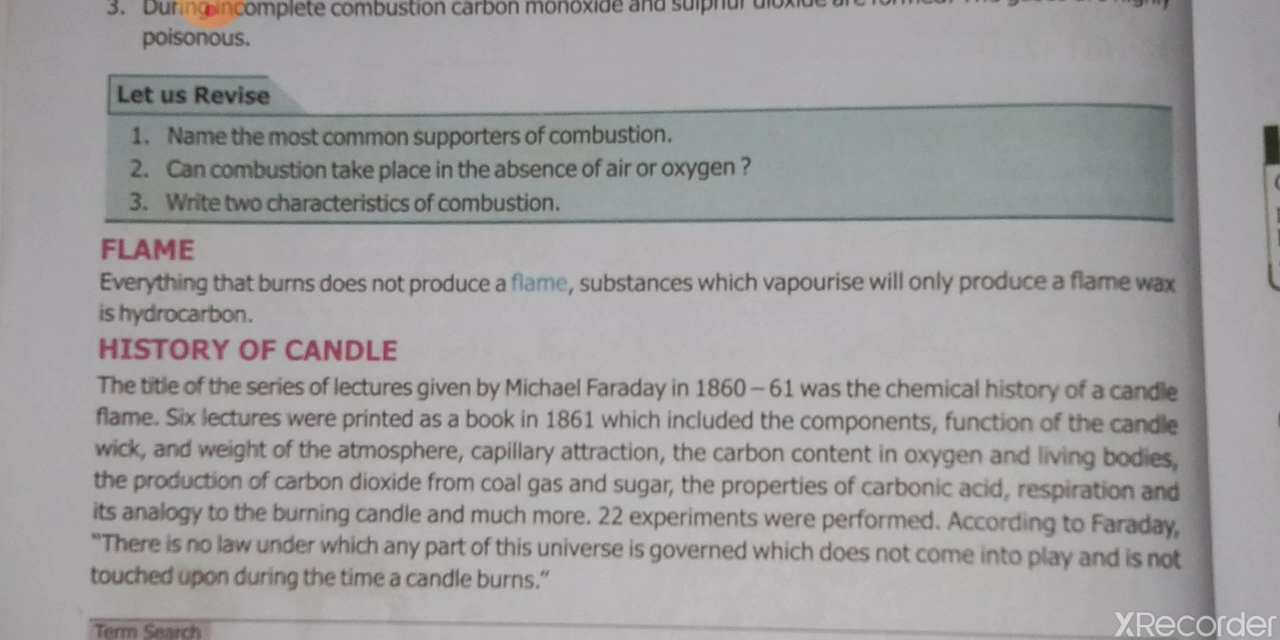 3. During incomplete combustion carbon monoxide and sulphur dioxide are formed. The gases are highly
poisonous.
Let us Revise
1. Name the most common supporters of combustion.
2. Can combustion take place in the absence of air or oxygen ?
3. Write two characteristics of combustion.
FLAME
Everything that burns does not produce a flame, substances which vapourise will only produce a flame wax
is hydrocarbon.
HISTORY OF CANDLE
The title of the series of lectures given by Michael Faraday in 1860 – 61 was the chemical history of a candle
flame. Six lectures were printed as a book in 1861 which included the components, function of the candle
wick, and weight of the atmosphere, capillary attraction, the carbon content in oxygen and living bodies,
the production of carbon dioxide from coal gas and sugar, the properties of carbonic acid, respiration and
its analogy to the burning candle and much more. 22 experiments were performed. According to Faraday,
"There is no law under which any part of this universe is governed which does not come into play and is not
touched upon during the time a candle burns."
Term Search
XRecorder